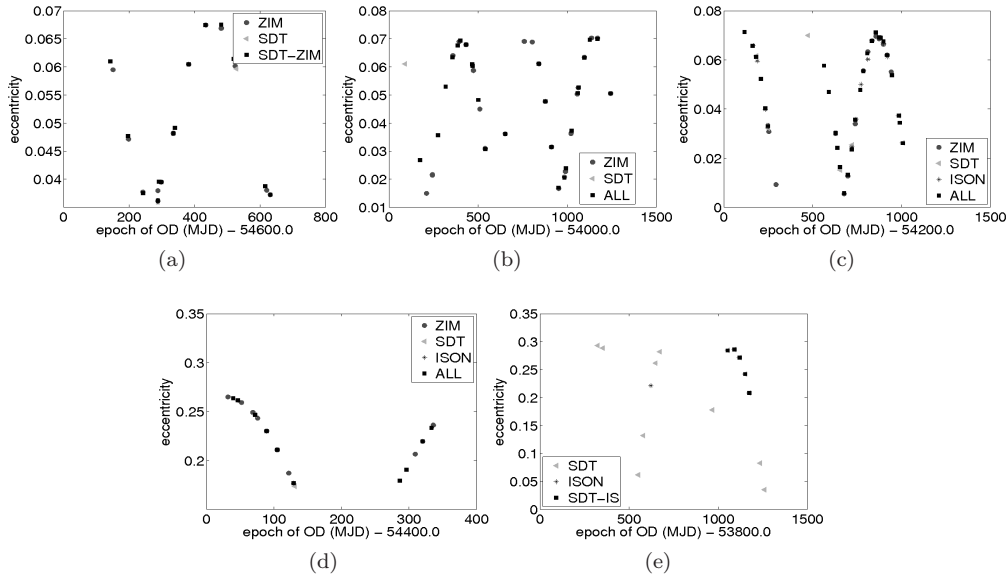 0.07
0.065
0.06
0.055
0.05
0.045
0.04
eccentricity
ZIM
SDT
SDT-ZIM
0 200 400 600 800
epoch of OD (MJD) − 54600.0
(a)
0.08
0.07
0.06
0.05
0.04
0.03
0.02
0.01
eccentricity
ZIM
SDT
ALL
0 500 1000 1500
epoch of OD (MJD) − 54000.0
(b)
0.08
0.06
0.04
0.02
0
eccentricity
ZIM
SDT
ISON
ALL
0 500 1000 1500
epoch of OD (MJD) − 54200.0
(c)
0.35
0.3
0.25
0.2
0.15
eccentricity
ZIM
SDT
ISON
ALL
0 100 200 300 400
epoch of OD (MJD) − 54400.0
(d)
0.35
0.3
0.25
0.2
0.15
0.1
0.05
0
eccentricity
SDT
ISON
SDT−IS
0 500 1000 1500
epoch of OD (MJD) − 53800.0
(e)